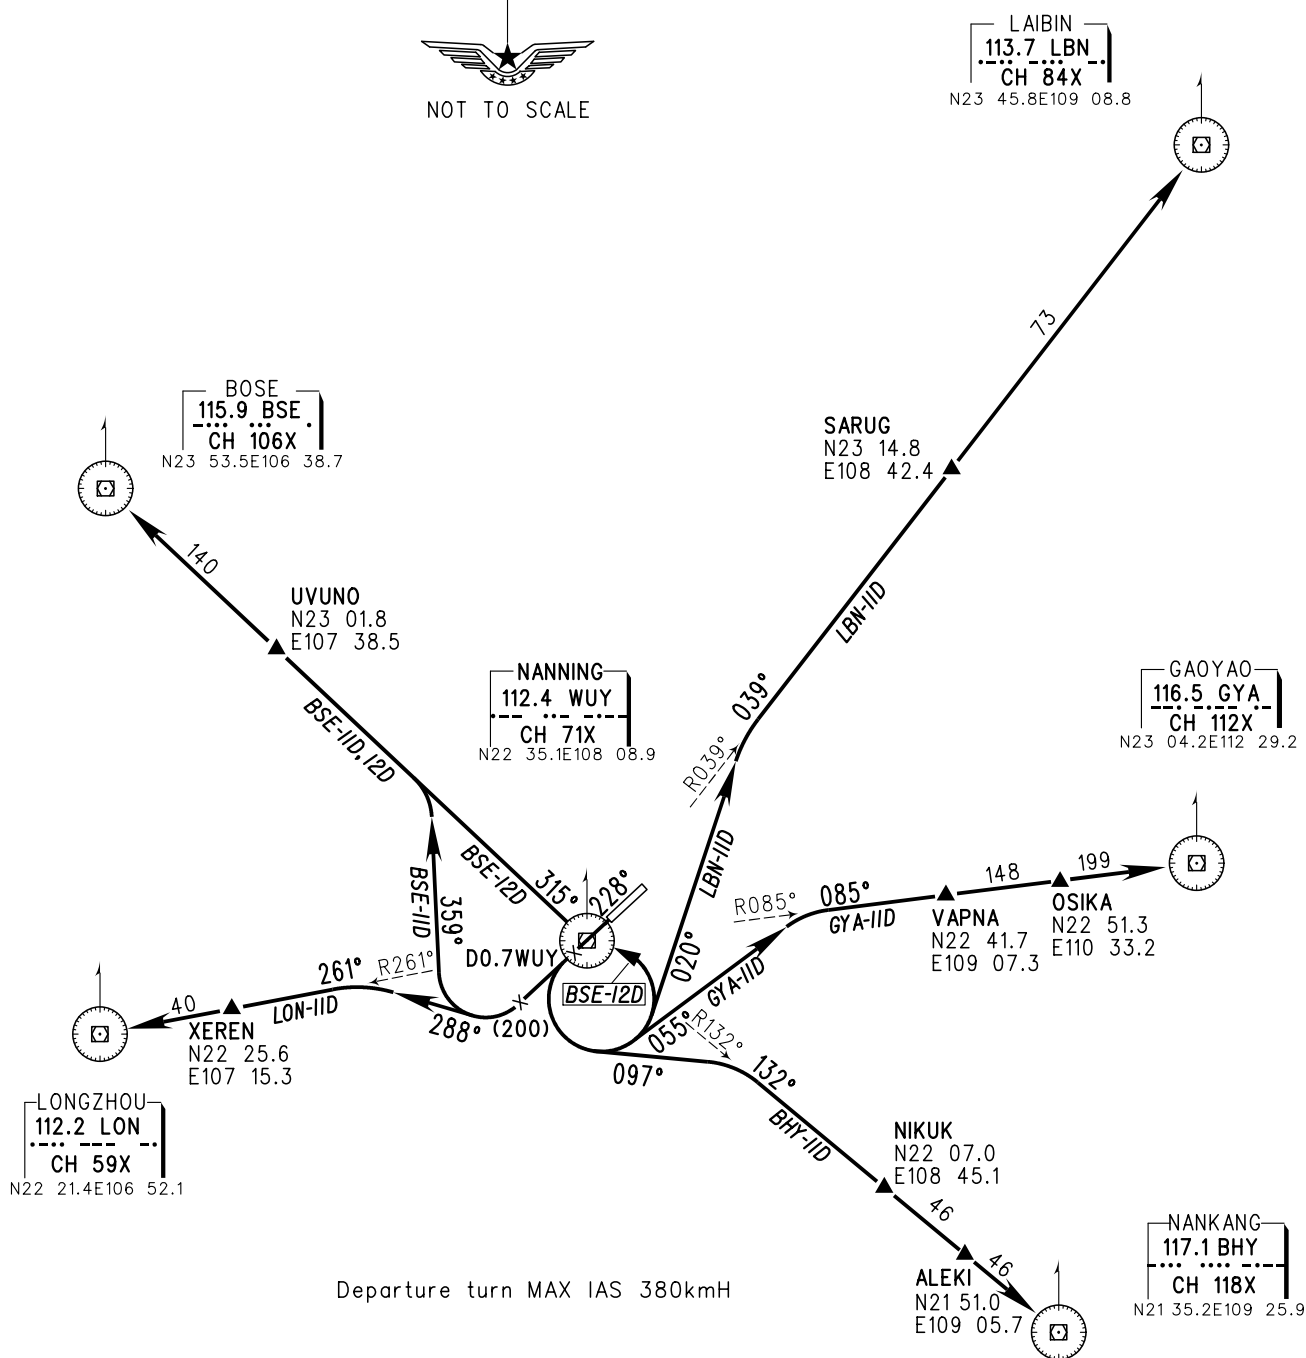 NOT TO SCALE
LAIBIN
113.7 LBN
CH 84X
N23 45.8E109 08.8
73
BOSE
115.9 BSE
CH 106X
N23 53.5E106 38.7
SARUG
N23 14.8
E108 42.4
140
UVUNO
N23 01.8
E107 38.5
LBN-11D
NANNING
112.4 WUY
CH 71X
N22 35.1E108 08.9
GAOYAO
116.5 GYA
CH 112X
N23 04.2E112 29.2
BSE-11D,12D
039°
R039°
LBN-11D
BSE-12D
315°
228°
BSE-11D
359°
R085°
085°
GYA-11D
148
199
VAPNA
N22 41.7
E109 07.3
OSIKA
N22 51.3
E110 33.2
D0.7WUY
020°
GYA-11D
261°
R261°
LON-11D
40
XEREN
N22 25.6
E107 15.3
288°
(200)
BSE-12D
055°
R132°
097°
132°
BHY-11D
LONGZHOU
112.2 LON
CH 59X
N22 21.4E106 52.1
NIKUK
N22 07.0
E108 45.1
46
ALEKI
N21 51.0
E109 05.7
46
NANKANG
117.1 BHY
CH 118X
N21 35.2E109 25.9
Departure turn MAX IAS 380kmH